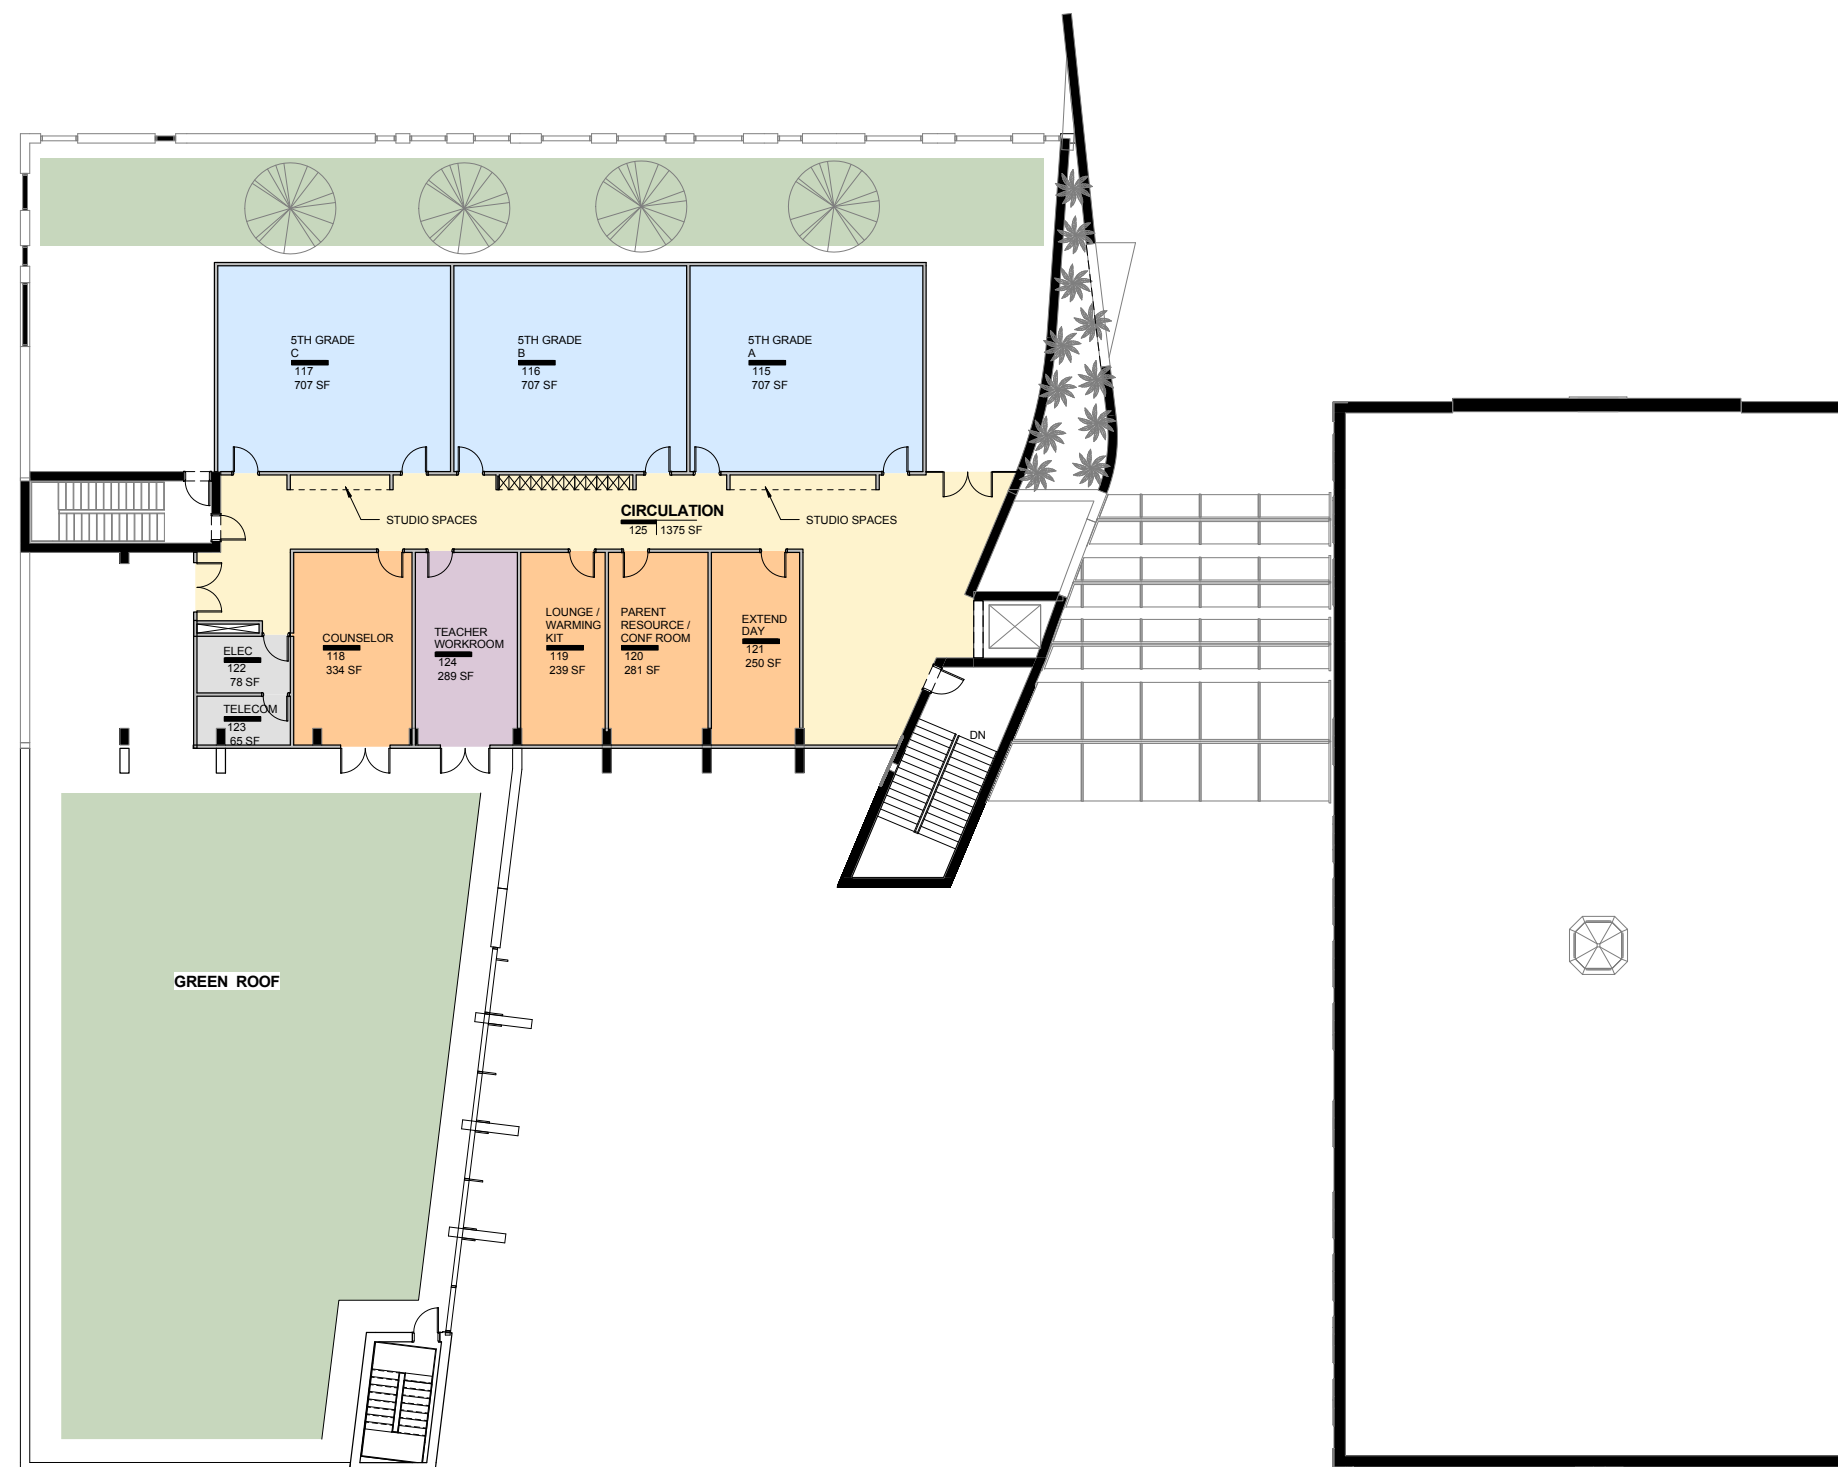 5TH GRADE
C
117
707 SF
5TH GRADE
B
116
707 SF
5TH GRADE
A
115
707 SF
STUDIO SPACES
CIRCULATION
125 1375 SF
STUDIO SPACES
COUNSELOR
118
334 SF
TEACHER
WORKROOM
124
289 SF
LOUNGE /
WARMING
KIT
119
239 SF
PARENT
RESOURCE /
CONF ROOM
120
281 SF
EXTEND
DAY
121
250 SF
ELEC
122
78 SF
TELECOM
123
65 SF
DN
GREEN ROOF